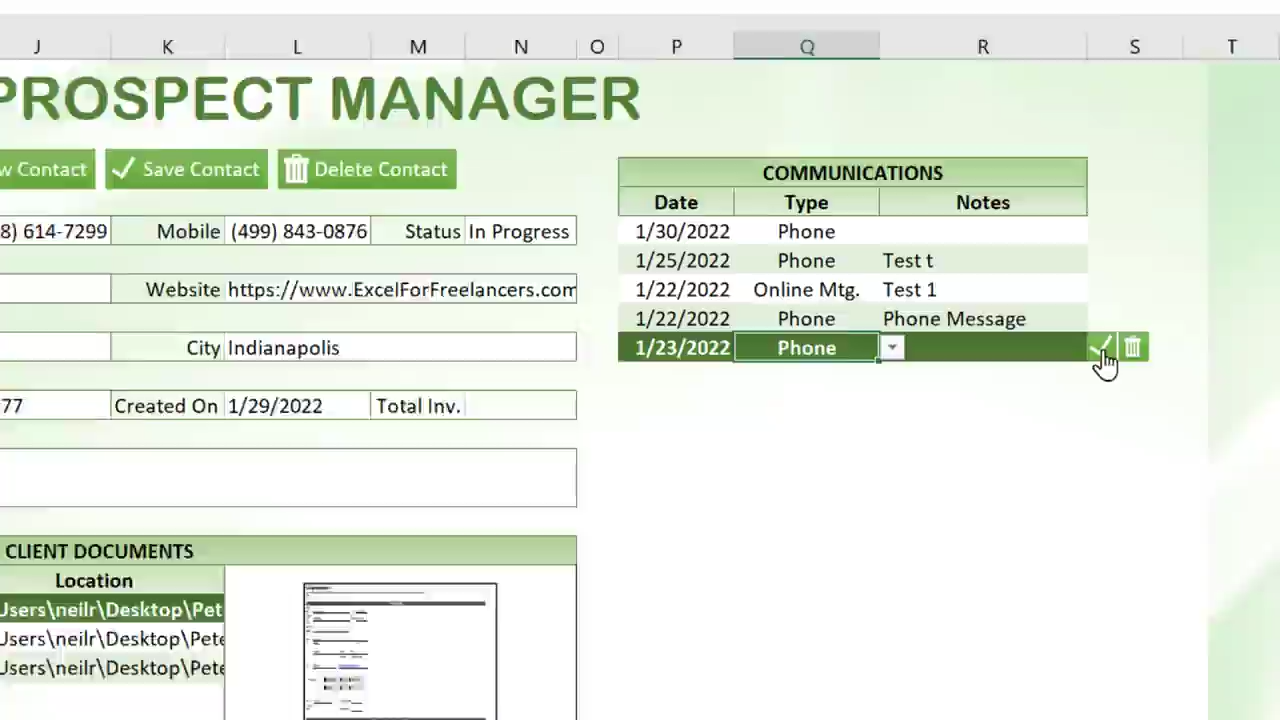 J K L M N O P Q R S T
PROSPECT MANAGER
w Contact Save Contact Delete Contact
COMMUNICATIONS
Date Type Notes
8) 614-7299 Mobile (499) 843-0876 Status In Progress
1/30/2022 Phone
1/25/2022 Phone Test t
Website https://www.ExcelForFreelancers.com
1/22/2022 Online Mtg. Test 1
1/22/2022 Phone Phone Message
City Indianapolis
1/23/2022 Phone
77 Created On 1/29/2022 Total Inv.
CLIENT DOCUMENTS
Location
Users\neilr\Desktop\Pet
Users\neilr\Desktop\Pete
Users\neilr\Desktop\Pete